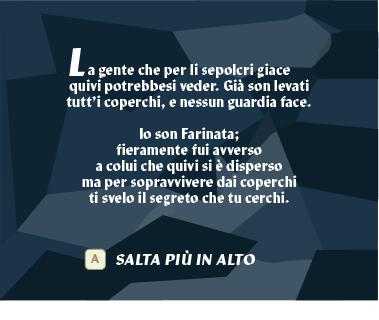 La gente che per li sepolcri giace
quivi potrebbesi veder. Già son levati
tutt'i coperchi, e nessun guardia face.
Io son Farinata;
fieramente fui avverso
a colui che quivi si è disperso
ma per sopravvivere dai coperchi
ti svelo il segreto che tu cerchi.
A SALTA PIÙ IN ALTO